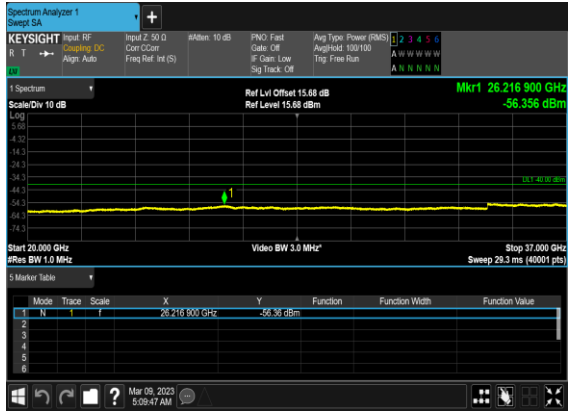 Spectrum Analyzer 1
Swept SA
+
KEYSIGHT Input: RF Input Z: 50 Ω #Atten: 10 dB PNO: Fast Avg Type: Power (RMS) 1 2 3 4 5 6
R T Coupling: DC Corr CCorr Gate: Off Avg|Hold: 100/100 A W W W W W
Align: Auto Freq Ref: Int (S) IF Gain: Low Trig: Free Run
LV Sig Track: Off A N N N N N
1 Spectrum Ref Lvl Offset 15.68 dB Mkr1 26.216 900 GHz
Scale/Div 10 dB Ref Level 15.68 dBm -56.356 dBm
Log
5.68
-4.32
-14.3
-24.3
DL1 -40.00 dBm
-34.3
-44.3
1
-54.3
-64.3
-74.3
Start 20.000 GHz Video BW 3.0 MHz* Stop 37.000 GHz
#Res BW 1.0 MHz Sweep 29.3 ms (40001 pts)
5 Marker Table
Mode Trace Scale X Y Function Function Width Function Value
1 N 1 f 26.216 900 GHz -56.36 dBm
2
3
4
5
6
? Mar 09, 2023
5:09:47 AM